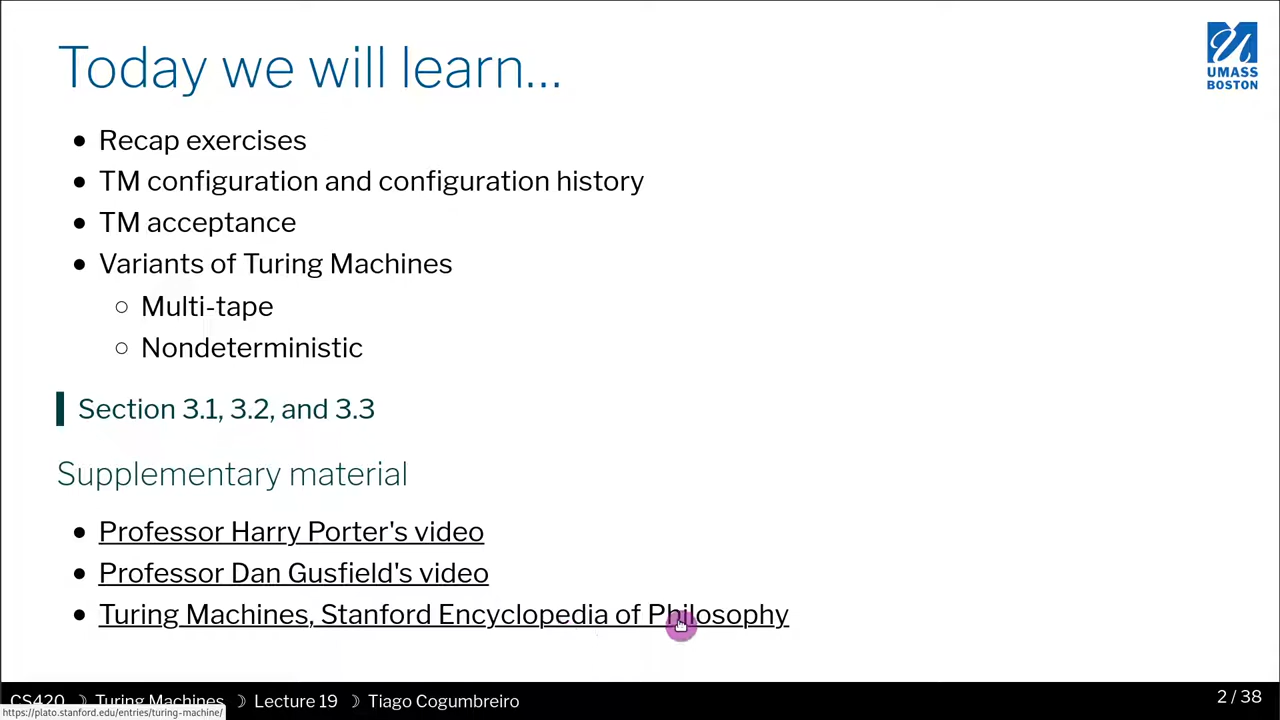 Today we will learn...
UMASS
BOSTON
Recap exercises
TM configuration and configuration history
TM acceptance
Variants of Turing Machines
Multi-tape
Nondeterministic
Section 3.1, 3.2, and 3.3
Supplementary material
Professor Harry Porter's video
Professor Dan Gusfield's video
Turing Machines, Stanford Encyclopedia of Philosophy
CS420 ☽ Turing Machines ☽ Lecture 19 ☽ Tiago Cogumbreiro
2 / 38
https://plato.stanford.edu/entries/turing-machine/